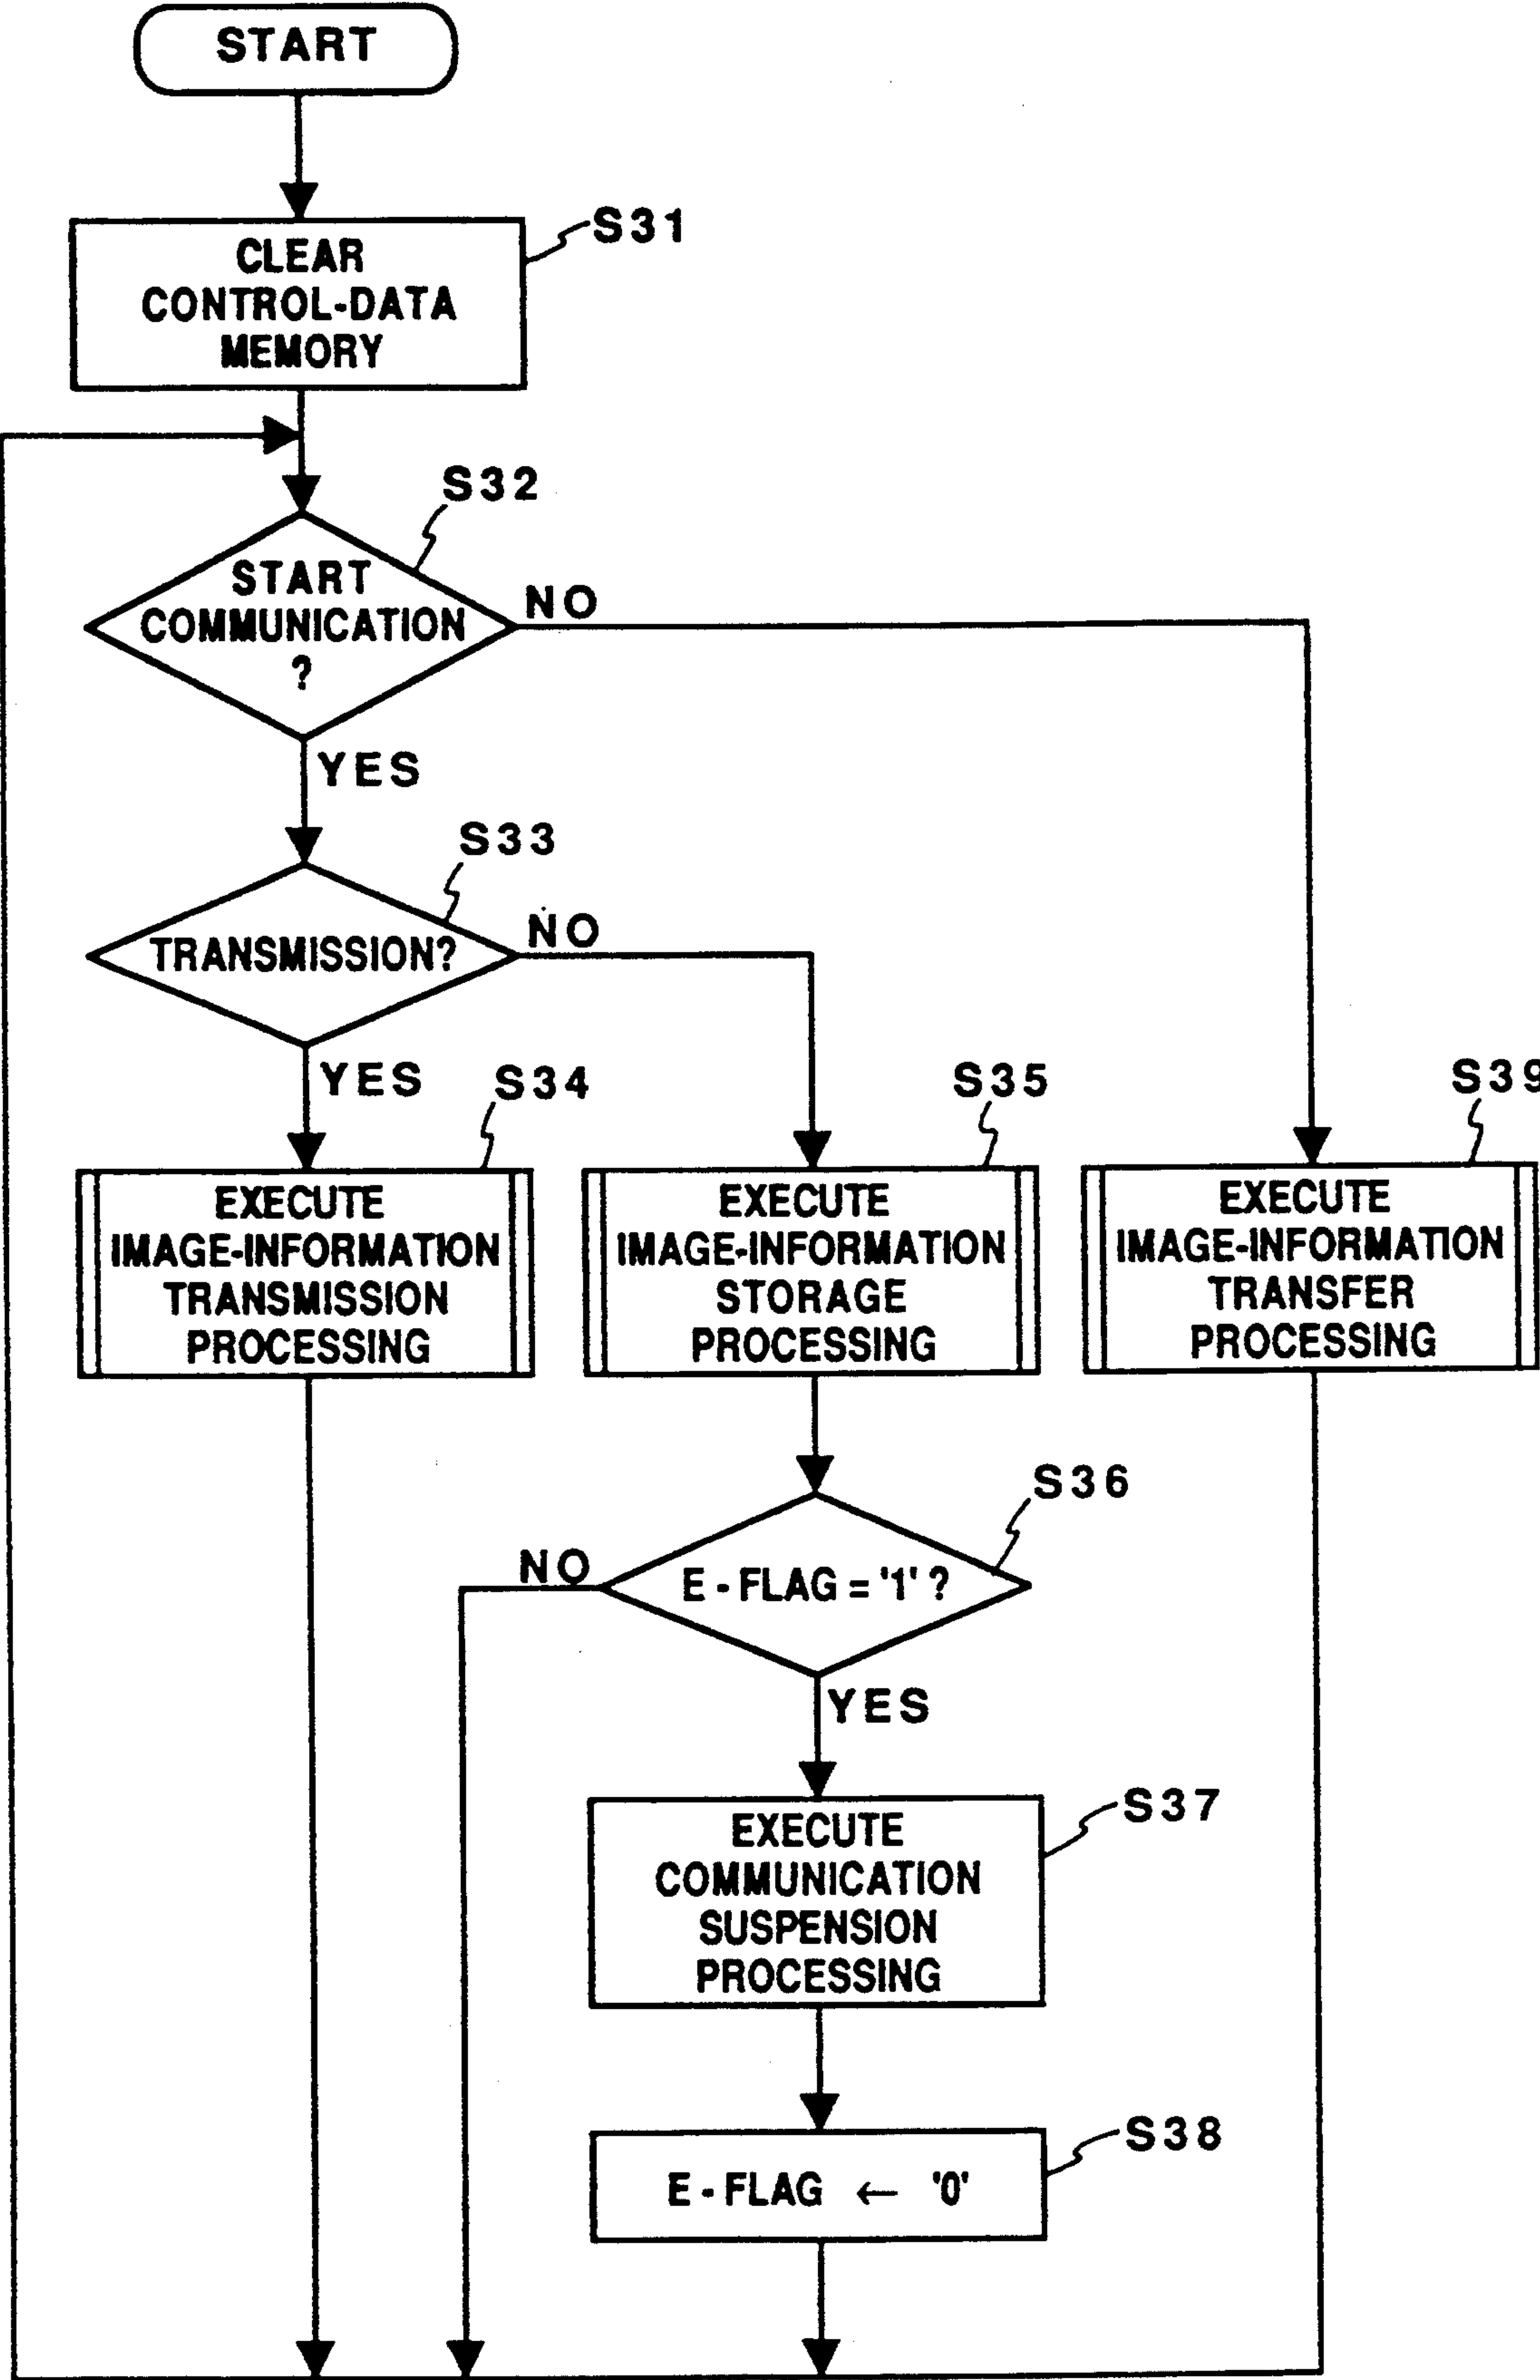 START
S31
CLEAR
CONTROL-DATA
MEMORY
S32
START
COMMUNICATION
?
NO
YES
S33
TRANSMISSION?
NO
YES
S34
S35
S39
EXECUTE
IMAGE-INFORMATION
TRANSMISSION
PROCESSING
EXECUTE
IMAGE-INFORMATION
STORAGE
PROCESSING
EXECUTE
IMAGE-INFORMATION
TRANSFER
PROCESSING
S36
NO
E - FLAG = '1' ?
YES
S37
EXECUTE
COMMUNICATION
SUSPENSION
PROCESSING
S38
E - FLAG ← '0'